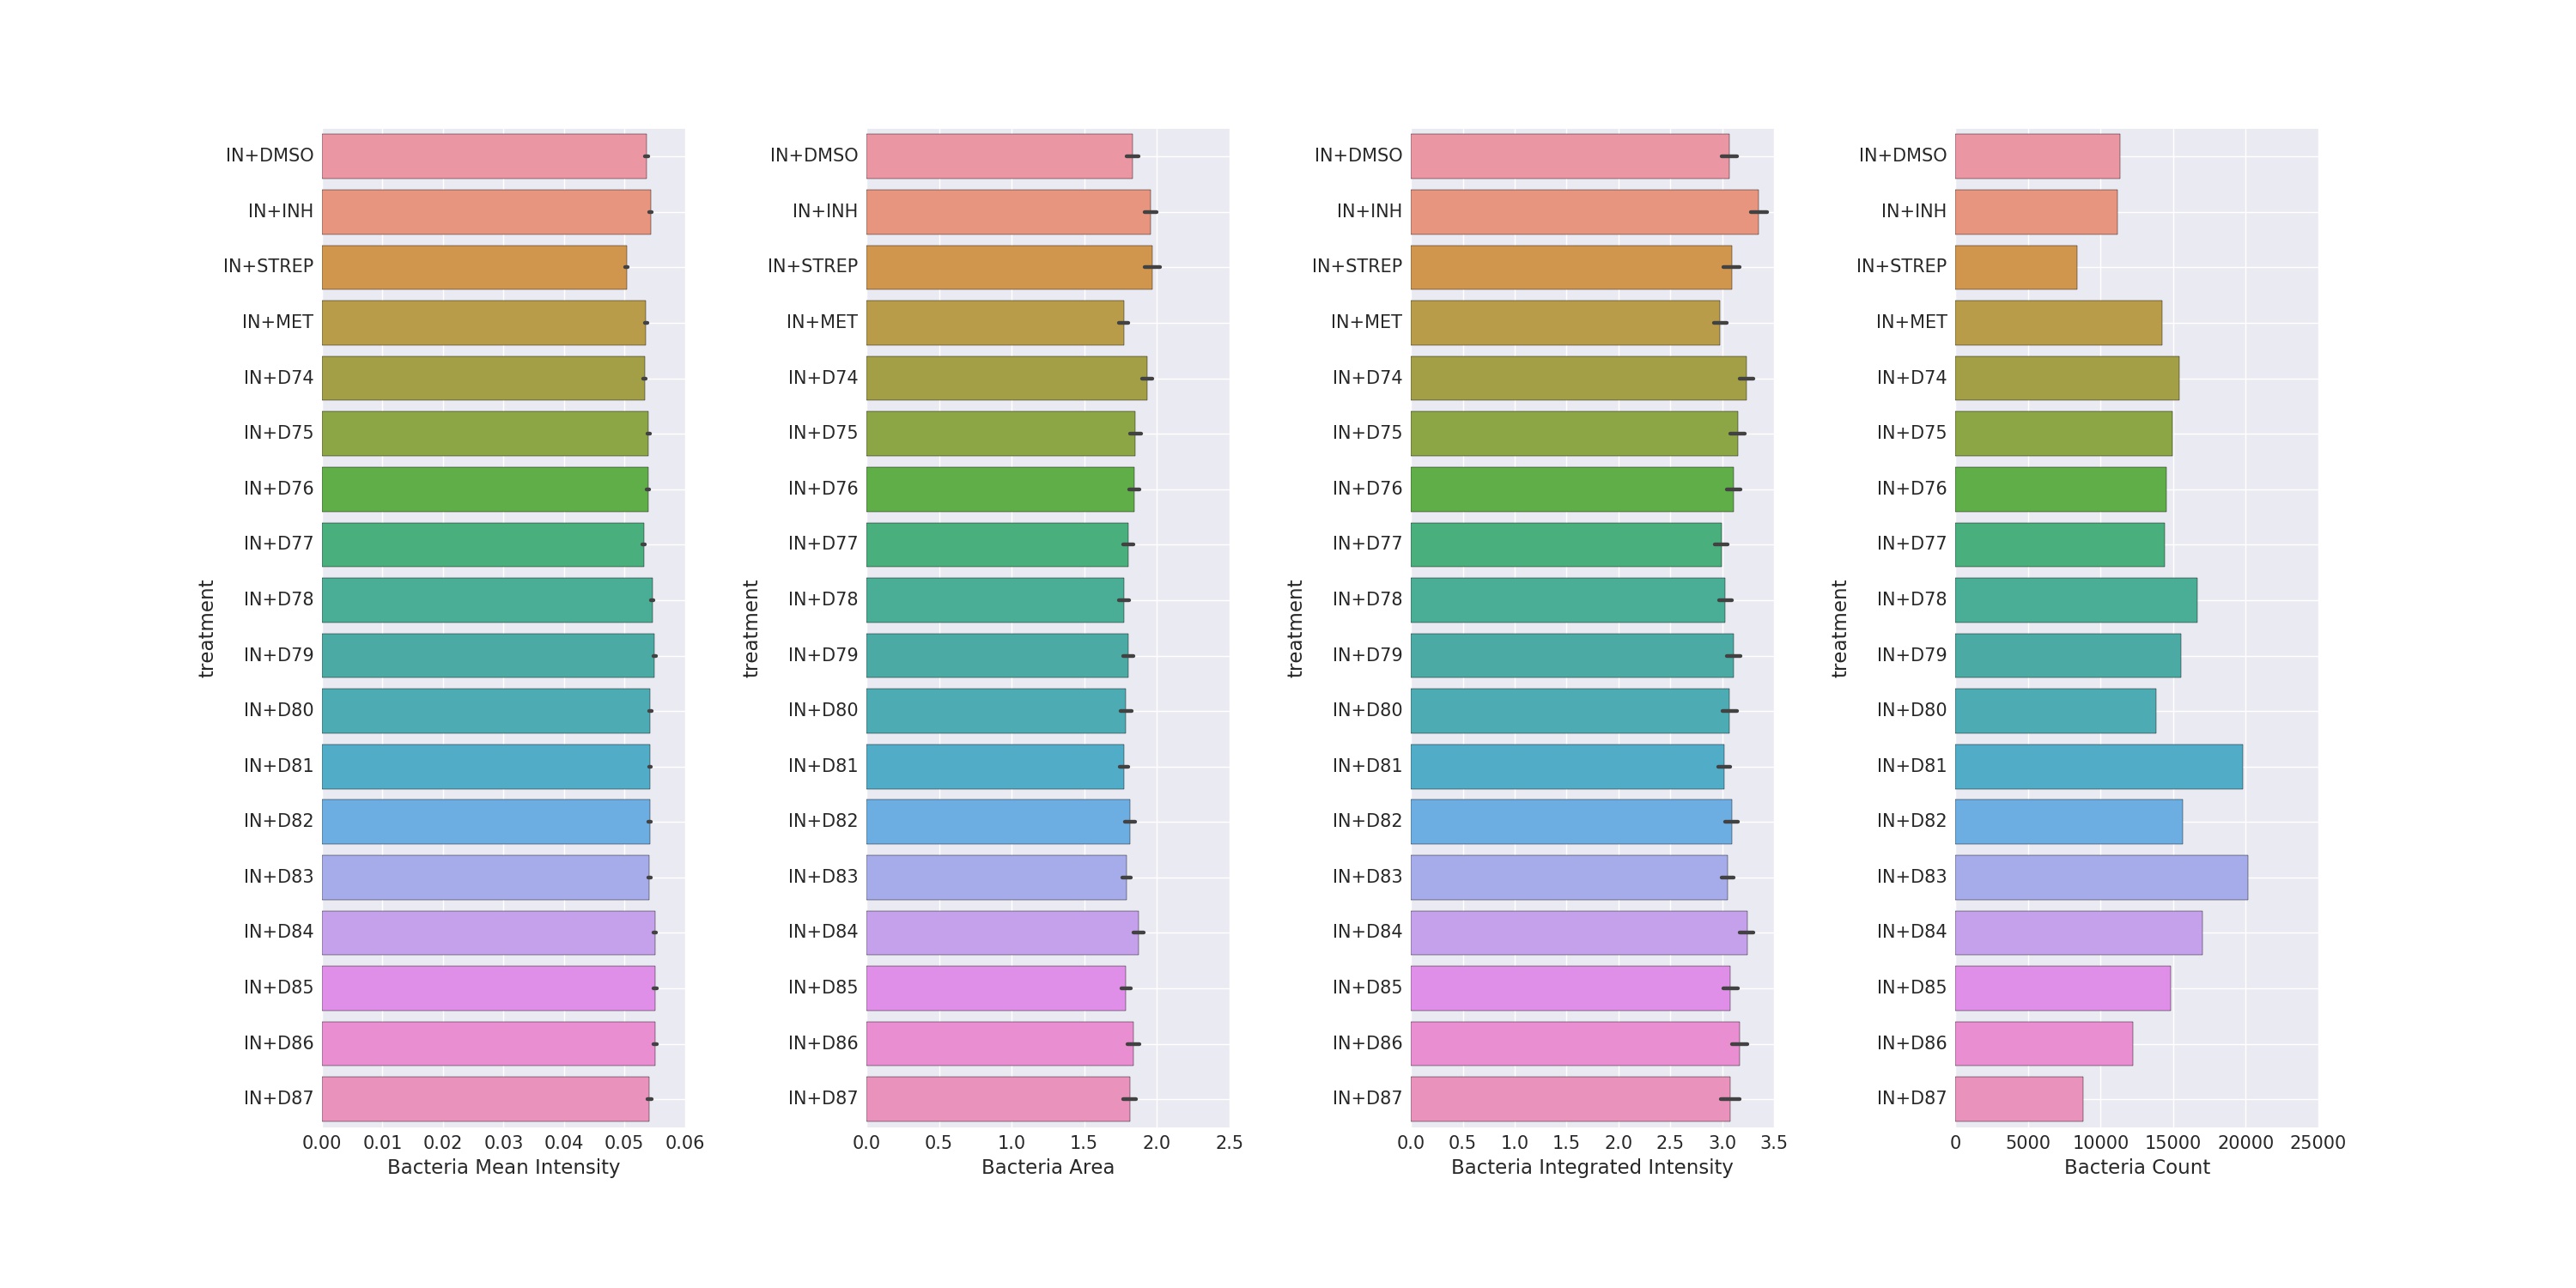 treatment
IN+DMSO
IN+INH
IN+STREP
IN+MET
IN+D74
IN+D75
IN+D76
IN+D77
IN+D78
IN+D79
IN+D80
IN+D81
IN+D82
IN+D83
IN+D84
IN+D85
IN+D86
IN+D87
0.00 0.01 0.02 0.03 0.04 0.05 0.06
Bacteria Mean Intensity
treatment
IN+DMSO
IN+INH
IN+STREP
IN+MET
IN+D74
IN+D75
IN+D76
IN+D77
IN+D78
IN+D79
IN+D80
IN+D81
IN+D82
IN+D83
IN+D84
IN+D85
IN+D86
IN+D87
0.0 0.5 1.0 1.5 2.0 2.5
Bacteria Area
treatment
IN+DMSO
IN+INH
IN+STREP
IN+MET
IN+D74
IN+D75
IN+D76
IN+D77
IN+D78
IN+D79
IN+D80
IN+D81
IN+D82
IN+D83
IN+D84
IN+D85
IN+D86
IN+D87
0.0 0.5 1.0 1.5 2.0 2.5 3.0 3.5
Bacteria Integrated Intensity
treatment
IN+DMSO
IN+INH
IN+STREP
IN+MET
IN+D74
IN+D75
IN+D76
IN+D77
IN+D78
IN+D79
IN+D80
IN+D81
IN+D82
IN+D83
IN+D84
IN+D85
IN+D86
IN+D87
0 5000 10000 15000 20000 25000
Bacteria Count